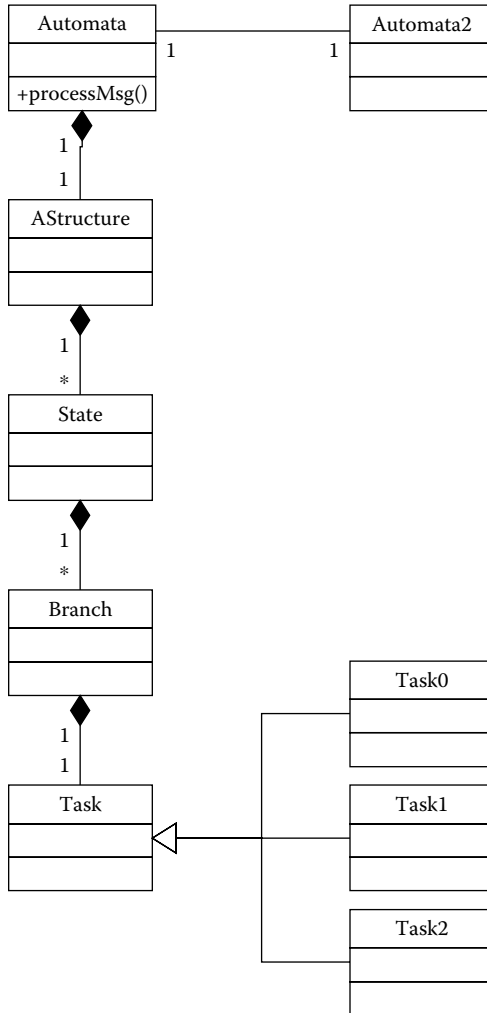 Automata
Automata2
1
1
+processMsg()
1
1
AStructure
1
*
State
1
*
Branch
Task0
1
1
Task
Task1
Task2